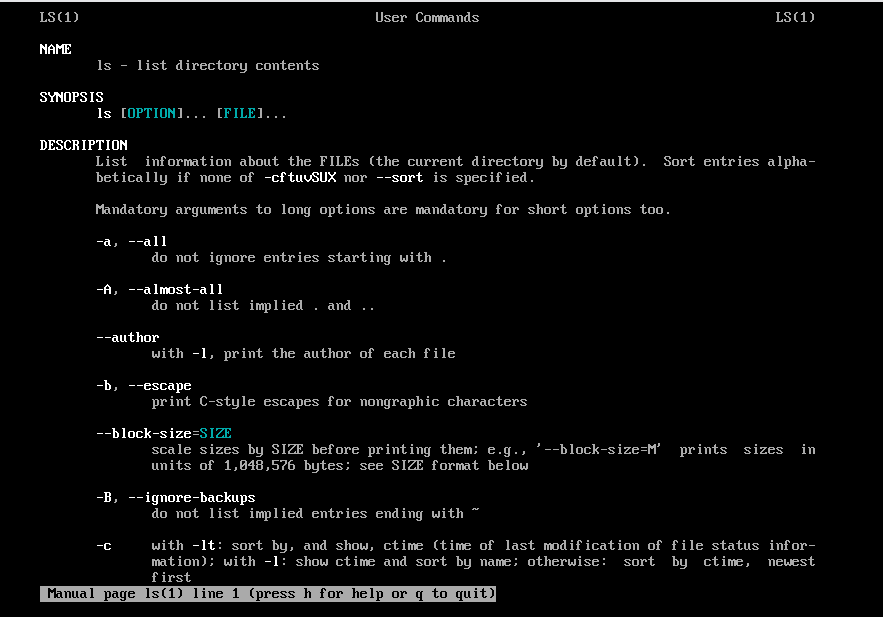 LS(1) User Commands LS(1)
NAME
ls - list directory contents
SYNOPSIS
ls [OPTION]... [FILE]...
DESCRIPTION
List  information about the FILEs (the current directory by default).  Sort entries alpha-
betically if none of -cftuvSUX nor --sort is specified.
Mandatory arguments to long options are mandatory for short options too.
-a, --all
do not ignore entries starting with .
-A, --almost-all
do not list implied . and ..
--author
with -l, print the author of each file
-b, --escape
print C-style escapes for nongraphic characters
--block-size=SIZE
scale sizes by SIZE before printing them; e.g., '--block-size=M'  prints  sizes  in
units of 1,048,576 bytes; see SIZE format below
-B, --ignore-backups
do not list implied entries ending with ~
-c with -lt: sort by, and show, ctime (time of last modification of file status infor-
mation); with -l: show ctime and sort by name; otherwise:  sort  by  ctime,  newest
first
Manual page ls(1) line 1 (press h for help or q to quit)